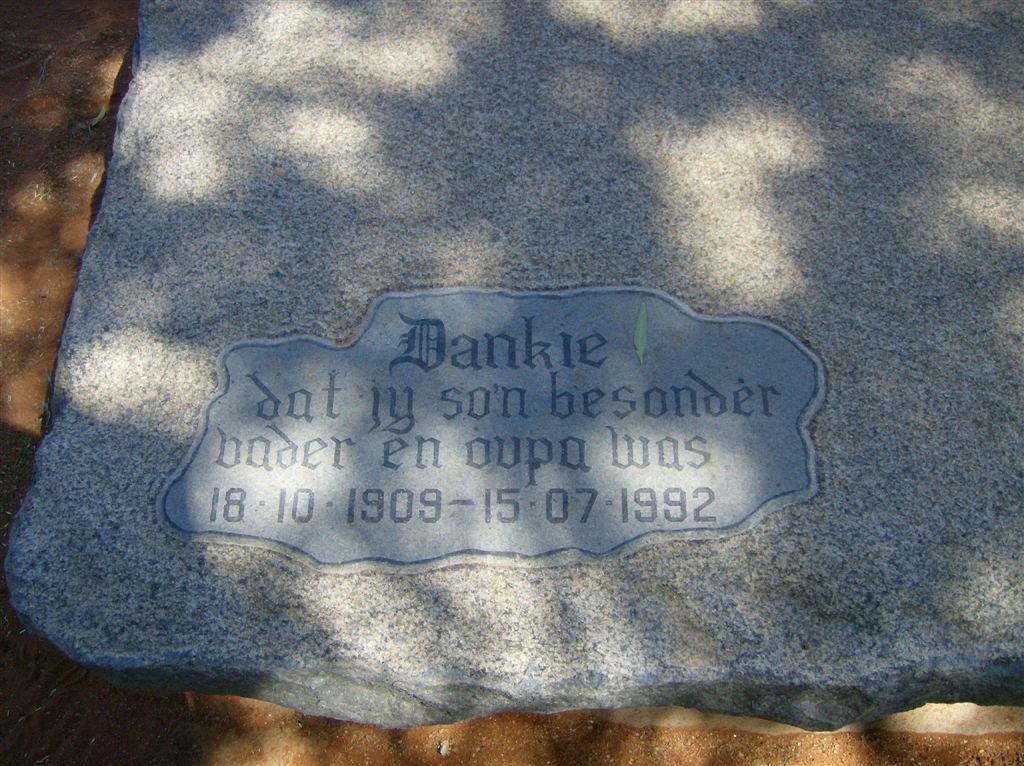 Dankie
dat jy so'n besonder
vader en oupa was
18·10·1909–15·07·1992